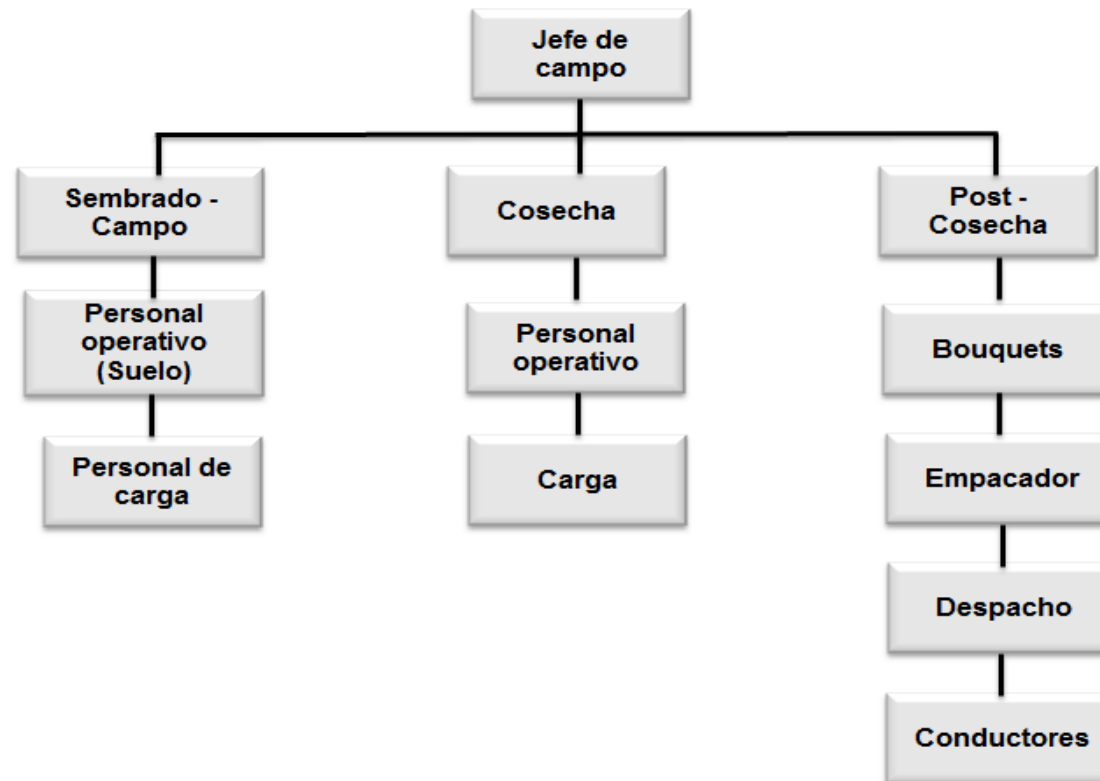 Jefe de
campo
Sembrado -
Campo
Cosecha
Post -
Cosecha
Personal
operativo
(Suelo)
Personal
operativo
Bouquets
Personal de
carga
Carga
Empacador
Despacho
Conductores